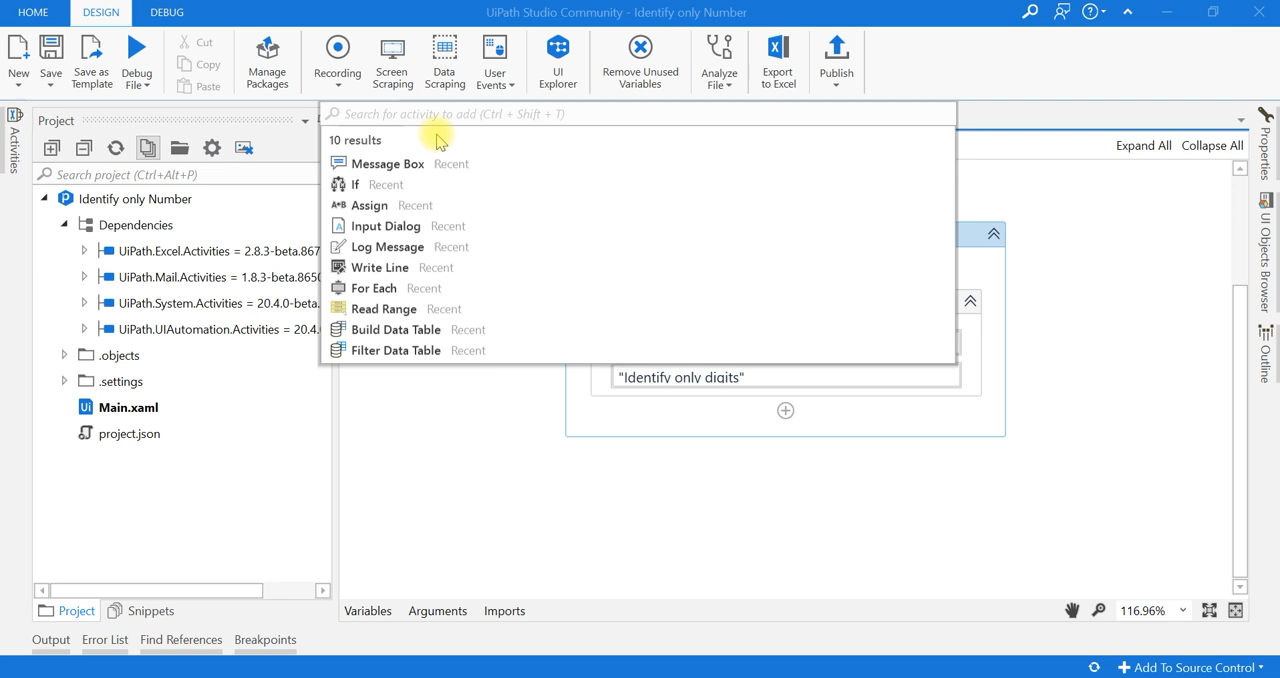 HOME DESIGN DEBUG UiPath Studio Community - Identify only Number
New Save Save as Template Debug File Cut Copy Paste Manage Packages Recording Screen Scraping Data Scraping User Events UI Explorer Remove Unused Variables Analyze File Export to Excel Publish
Activities
Project
Search project (Ctrl+Alt+P)
Identify only Number
Dependencies
UiPath.Excel.Activities = 2.8.3-beta.867
UiPath.Mail.Activities = 1.8.3-beta.8650
UiPath.System.Activities = 20.4.0-beta.
UiPath.UIAutomation.Activities = 20.4.
.objects
.settings
Main.xaml
project.json
Search for activity to add (Ctrl + Shift + T)
10 results
Message Box Recent
If Recent
Assign Recent
Input Dialog Recent
Log Message Recent
Write Line Recent
For Each Recent
Read Range Recent
Build Data Table Recent
Filter Data Table Recent
"Identify only digits"
Expand All Collapse All
Properties
UI Objects Browser
Outline
Project Snippets
Variables Arguments Imports 116.96%
Output Error List Find References Breakpoints
Add To Source Control